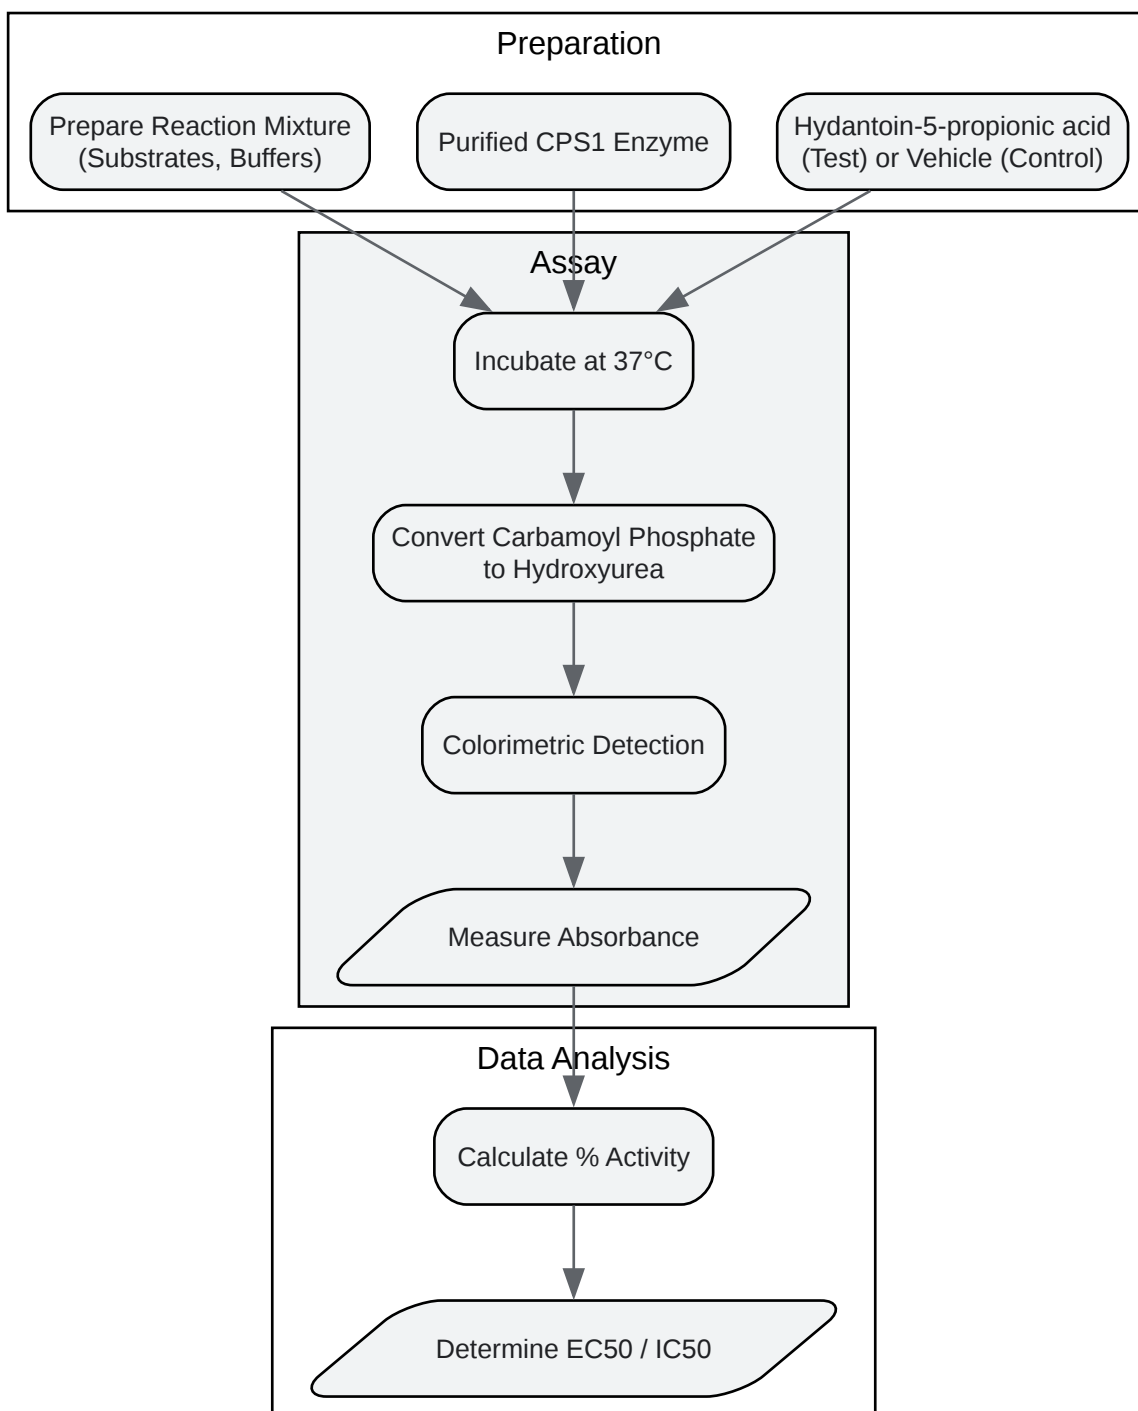 Preparation
Prepare Reaction Mixture
(Substrates, Buffers)
Purified CPS1 Enzyme
Hydantoin-5-propionic acid
(Test) or Vehicle (Control)
Assay
Incubate at 37°C
Convert Carbamoyl Phosphate
to Hydroxyurea
Colorimetric Detection
Measure Absorbance
Data Analysis
Calculate % Activity
Determine EC50 / IC50